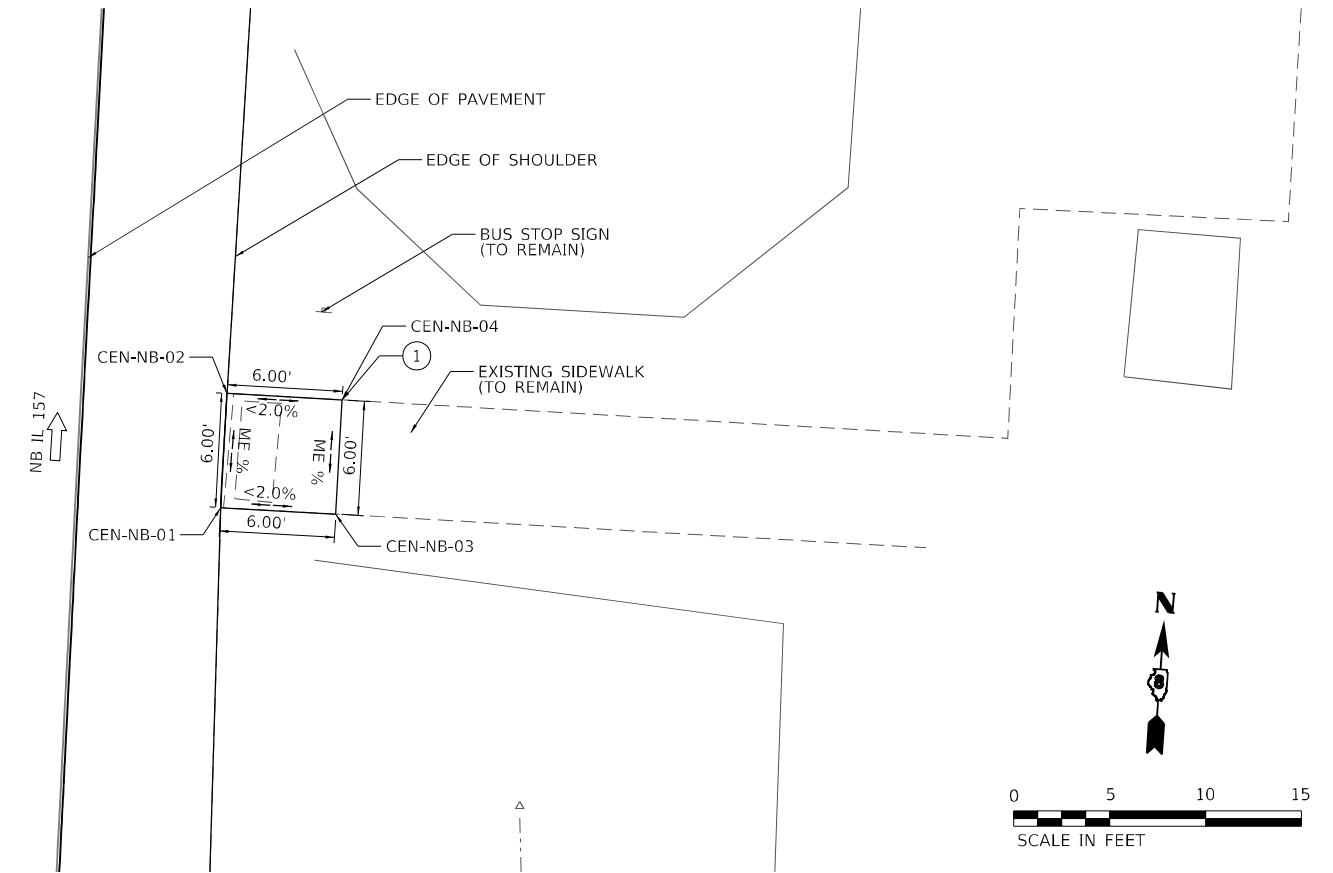 EDGE OF PAVEMENT
EDGE OF SHOULDER
BUS STOP SIGN
(TO REMAIN)
CEN-NB-04
CEN-NB-02
1
6.00'
EXISTING SIDEWALK
(TO REMAIN)
<2.0%
NB IL 157
6.00'
ME %
ME %
6.00'
<2.0%
6.00'
CEN-NB-01
CEN-NB-03
N
8
0 5 10 15
SCALE IN FEET